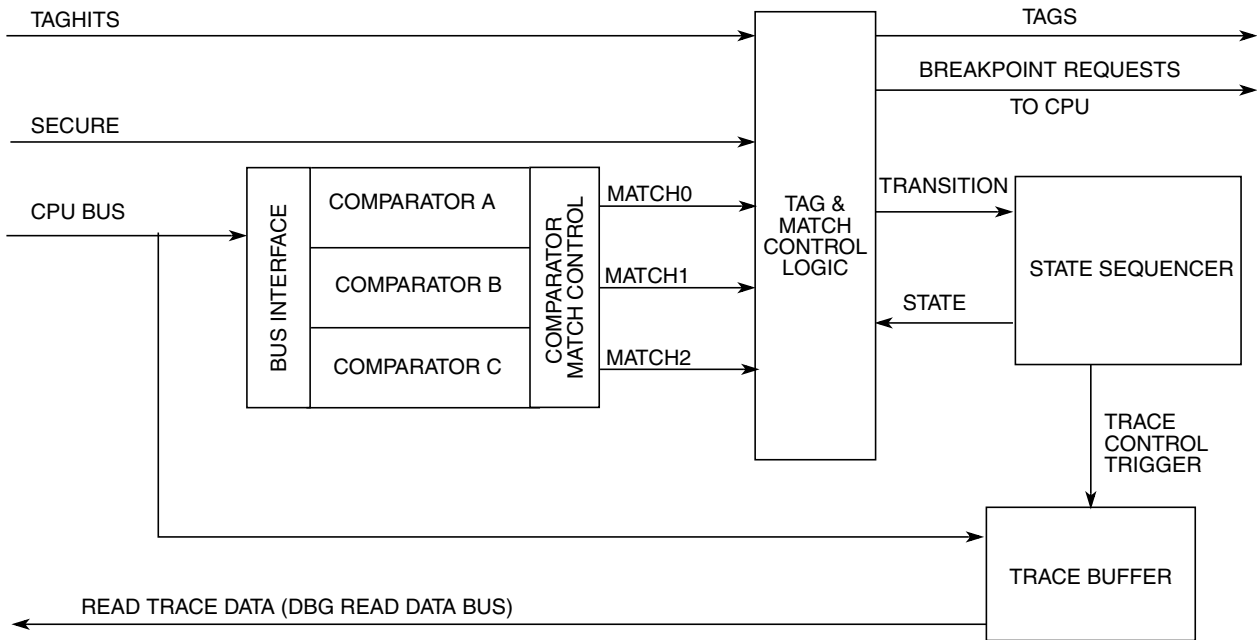 TAGHITS
TAGS
BREAKPOINT REQUESTS
TO CPU
SECURE
CPU BUS
BUS INTERFACE
COMPARATOR A
COMPARATOR B
COMPARATOR C
COMPARATOR
MATCH CONTROL
MATCH0
MATCH1
MATCH2
TAG &
MATCH
CONTROL
LOGIC
TRANSITION
STATE
STATE SEQUENCER
TRACE
CONTROL
TRIGGER
TRACE BUFFER
READ TRACE DATA (DBG READ DATA BUS)